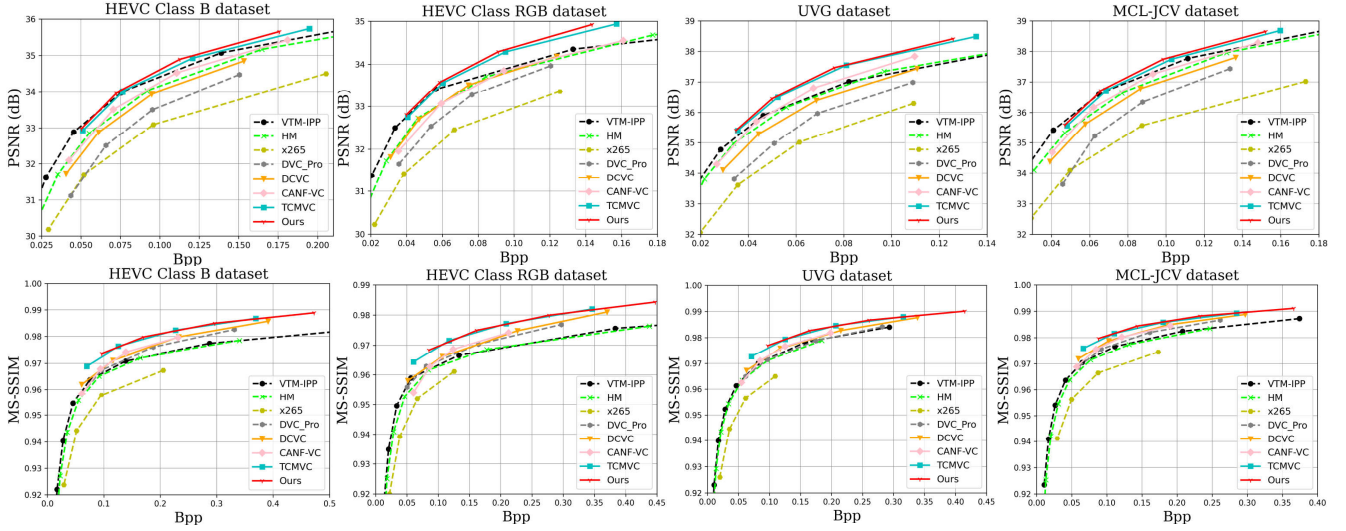 HEVC Class B dataset
PSNR (dB)
36
35
34
33
32
31
30
0.025 0.050 0.075 0.100 0.125 0.150 0.175 0.200
Bpp
VTM-IPP
HM
x265
DVC_Pro
DCVC
CANF-VC
TCMVC
Ours
HEVC Class RGB dataset
PSNR (dB)
35
34
33
32
31
30
0.02 0.04 0.06 0.08 0.10 0.12 0.14 0.16 0.18
Bpp
VTM-IPP
HM
x265
DVC_Pro
DCVC
CANF-VC
TCMVC
Ours
UVG dataset
PSNR (dB)
39
38
37
36
35
34
33
32
0.02 0.04 0.06 0.08 0.10 0.12 0.14
Bpp
VTM-IPP
HM
x265
DVC_Pro
DCVC
CANF-VC
TCMVC
Ours
MCL-JCV dataset
PSNR (dB)
39
38
37
36
35
34
33
32
0.04 0.06 0.08 0.10 0.12 0.14 0.16 0.18
Bpp
VTM-IPP
HM
x265
DVC_Pro
DCVC
CANF-VC
TCMVC
Ours
HEVC Class B dataset
MS-SSIM
1.00
0.99
0.98
0.97
0.96
0.95
0.94
0.93
0.92
0.0 0.1 0.2 0.3 0.4 0.5
Bpp
VTM-IPP
HM
x265
DVC_Pro
DCVC
CANF-VC
TCMVC
Ours
HEVC Class RGB dataset
MS-SSIM
0.99
0.98
0.97
0.96
0.95
0.94
0.93
0.92
0.00 0.05 0.10 0.15 0.20 0.25 0.30 0.35 0.40 0.45
Bpp
VTM-IPP
HM
x265
DVC_Pro
DCVC
CANF-VC
TCMVC
Ours
UVG dataset
MS-SSIM
1.00
0.99
0.98
0.97
0.96
0.95
0.94
0.93
0.92
0.00 0.05 0.10 0.15 0.20 0.25 0.30 0.35 0.40 0.45
Bpp
VTM-IPP
HM
x265
DVC_Pro
DCVC
CANF-VC
TCMVC
Ours
MCL-JCV dataset
MS-SSIM
1.00
0.99
0.98
0.97
0.96
0.95
0.94
0.93
0.92
0.00 0.05 0.10 0.15 0.20 0.25 0.30 0.35 0.40
Bpp
VTM-IPP
HM
x265
DVC_Pro
DCVC
CANF-VC
TCMVC
Ours